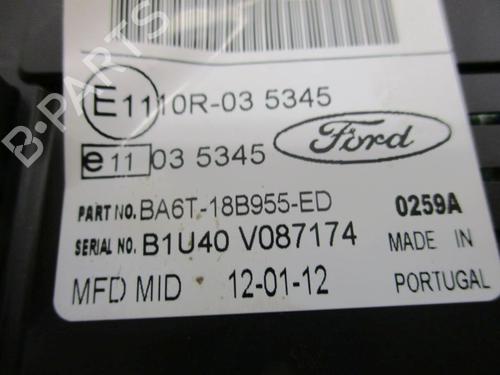 E11 10R-03 5345
e11 03 5345
Ford
PART NO. BA6T-18B955-ED 0259A
SERIAL NO. B1U40 V087174 MADE IN
MFD MID 12-01-12 PORTUGAL
B-PARTS